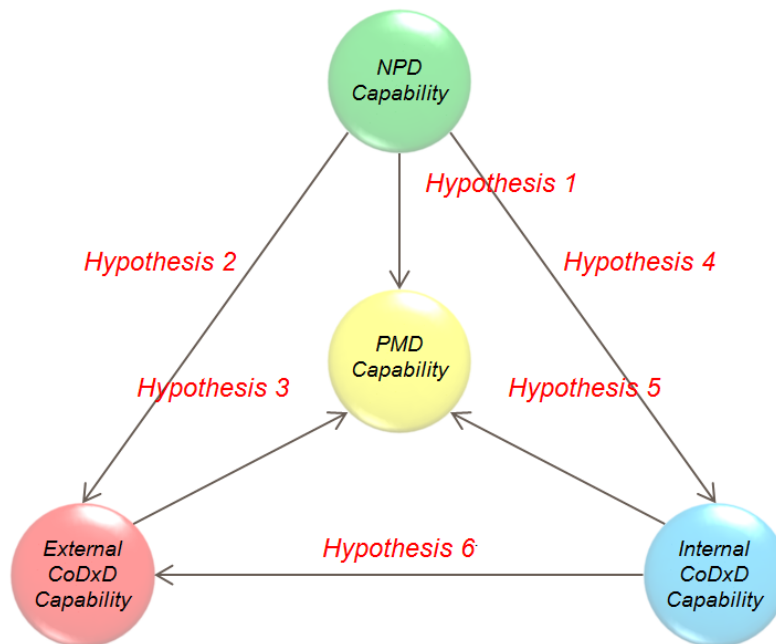 NPD
Capability
Hypothesis 1
Hypothesis 2
Hypothesis 4
PMD
Capability
Hypothesis 3
Hypothesis 5
External
CoDxD
Capability
Hypothesis 6
Internal
CoDxD
Capability